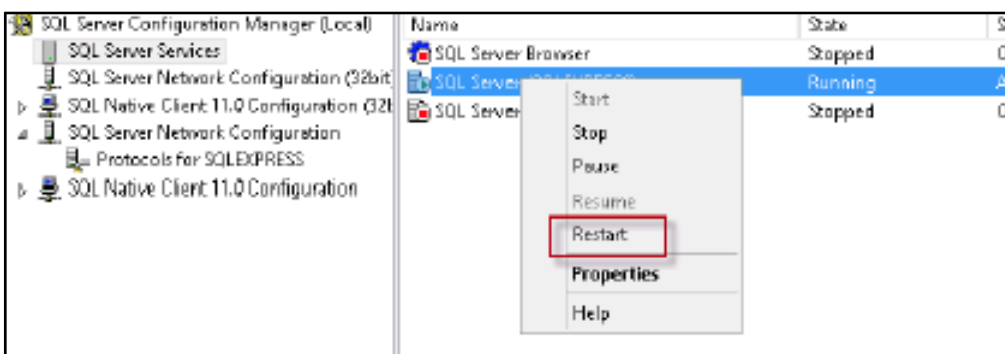 SQL Server Configuration Manager (Local)
SQL Server Services
SQL Server Network Configuration (32bit
SQL Native Client 11.0 Configuration (32b
SQL Server Network Configuration
Protocols for SQLEXPRESS
SQL Native Client 11.0 Configuration
Name State S
SQL Server Browser Stopped
SQL Server (SQLEXPRESS) Running A
SQL Server Stopped
Start
Stop
Pause
Resume
Restart
Properties
Help